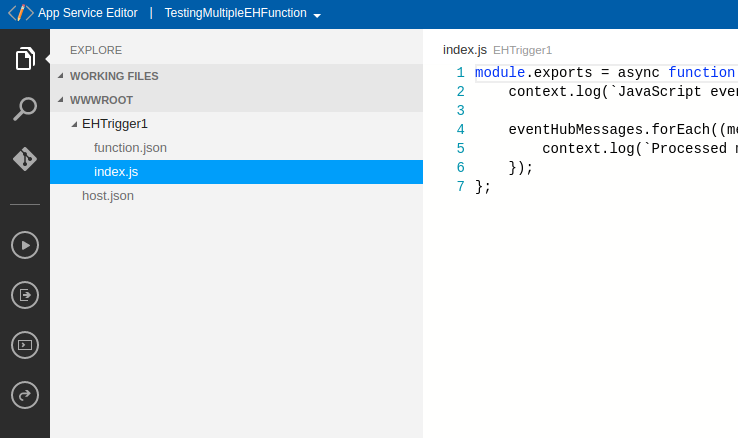 App Service Editor | TestingMultipleEHFunction
EXPLORE
WORKING FILES
WWWROOT
EHTrigger1
function.json
index.js
host.json
index.js EHTrigger1
1 module.exports = async function
2 context.log(`JavaScript even
3
4 eventHubMessages.forEach((me
5 context.log(`Processed m
6 });
7 };